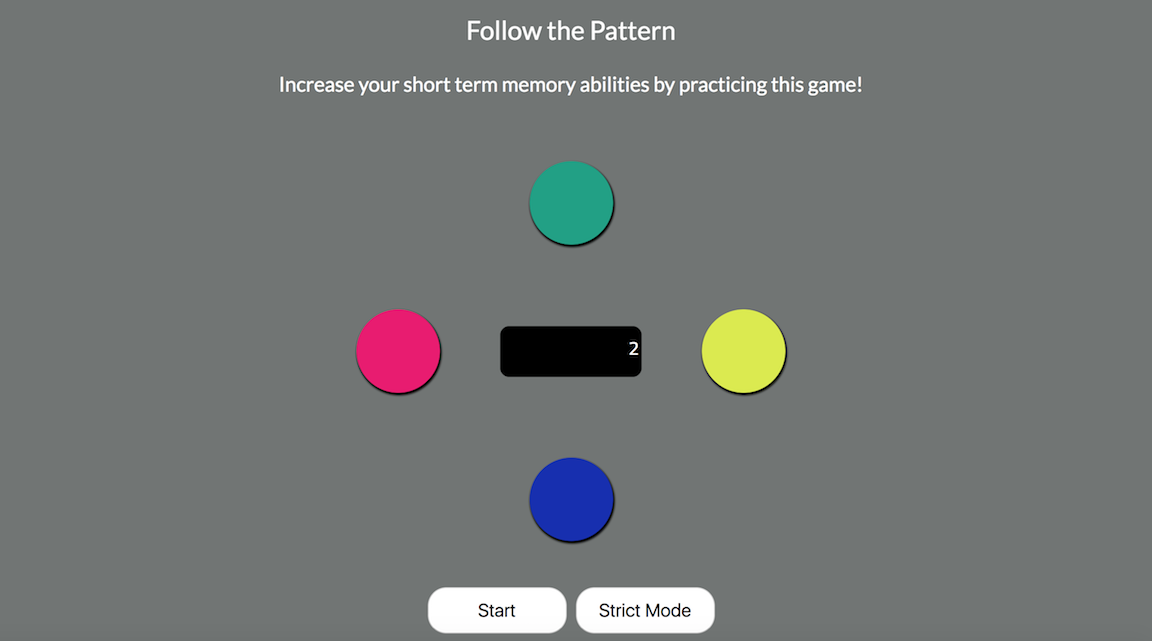 Follow the Pattern
Increase your short term memory abilities by practicing this game!
2
Start
Strict Mode